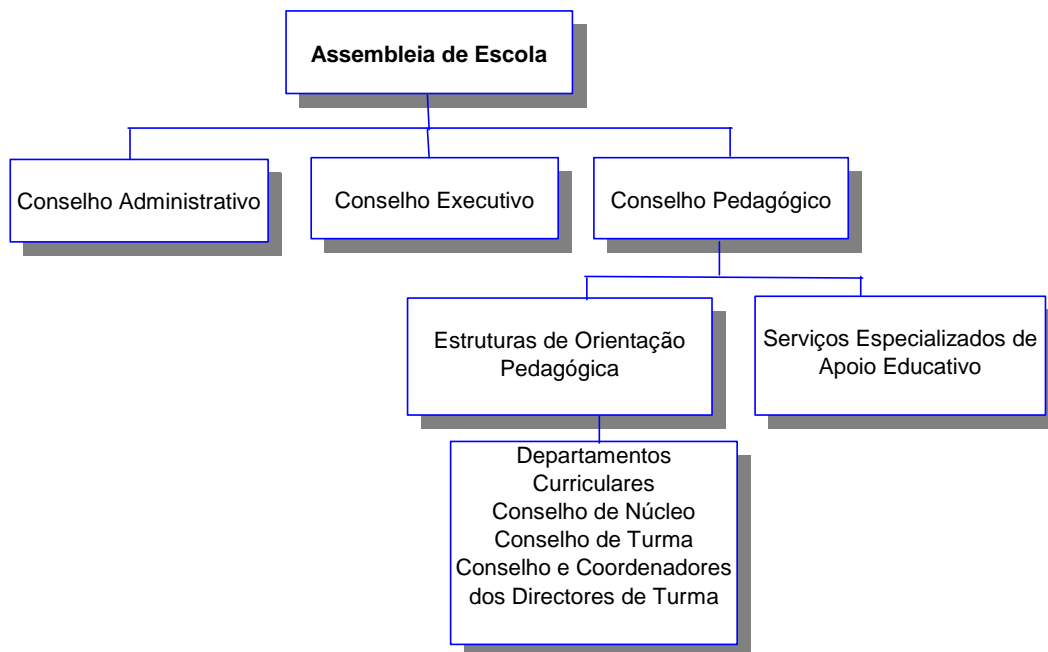 Assembleia de Escola
Conselho Administrativo
Conselho Executivo
Conselho Pedagógico
Estruturas de Orientação
Pedagógica
Serviços Especializados de
Apoio Educativo
Departamentos
Curriculares
Conselho de Núcleo
Conselho de Turma
Conselho e Coordenadores
dos Directores de Turma